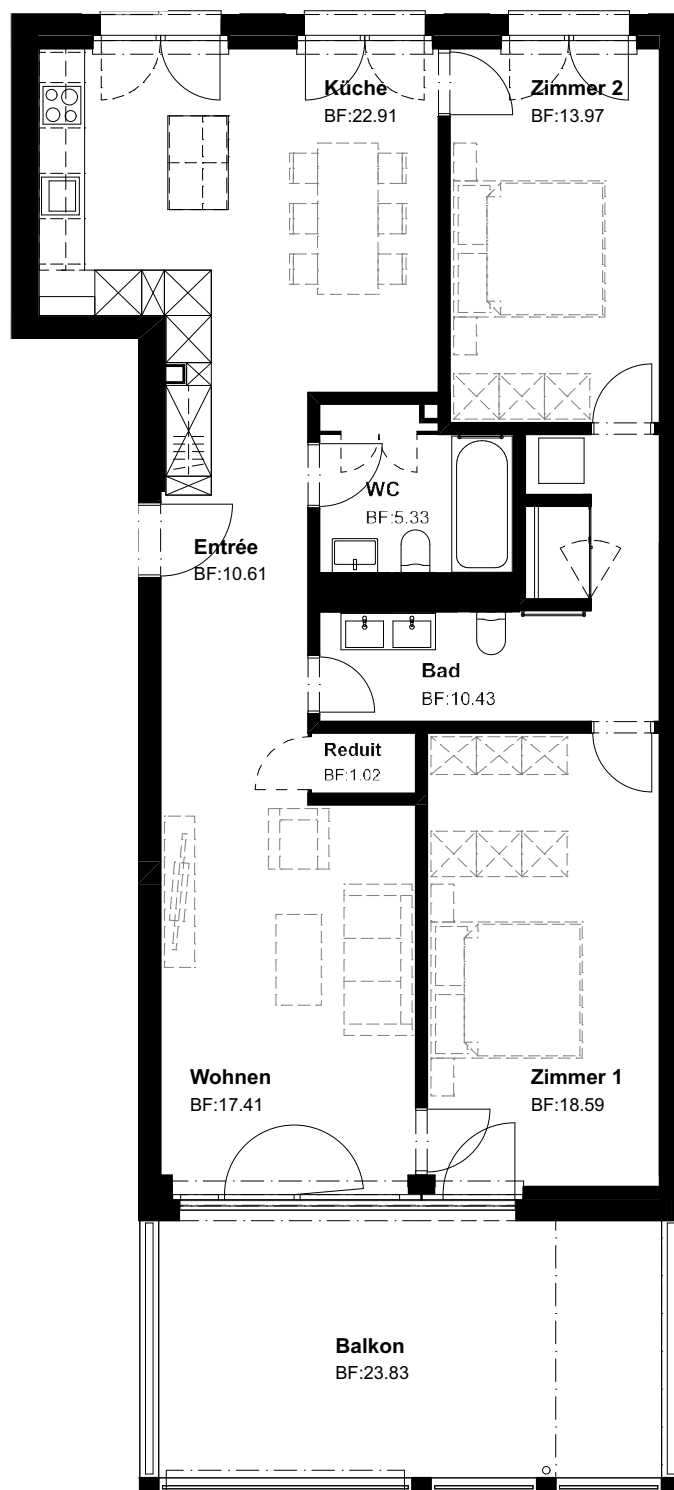 Küche
BF:22.91
Zimmer 2
BF:13.97
WC
BF:5.33
Entrée
BF:10.61
Bad
BF:10.43
Reduit
BF:1.02
Wohnen
BF:17.41
Zimmer 1
BF:18.59
Balkon
BF:23.83